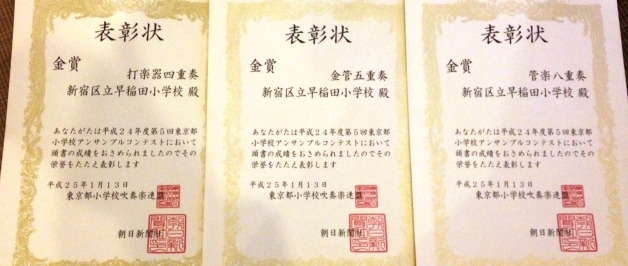 表彰状
金賞
打楽器四重奏
新宿区立早稲田小学校 殿
あなたがたは平成24年度第5回東京都
小学校アンサンブルコンテストにおいて
頭書の成績をおさめられましたのでその
栄誉をたたえ表彰します
平成25年1月13日
東京都小学校吹奏楽連盟
朝日新聞社
表彰状
金賞
金管五重奏
新宿区立早稲田小学校 殿
あなたがたは平成24年度第5回東京都
小学校アンサンブルコンテストにおいて
頭書の成績をおさめられましたのでその
栄誉をたたえ表彰します
平成25年1月13日
東京都小学校吹奏楽連盟
朝日新聞社
表彰状
金賞
管楽八重奏
新宿区立早稲田小学校 殿
あなたがたは平成24年度第5回東京都
小学校アンサンブルコンテストにおいて
頭書の成績をおさめられましたのでその
栄誉をたたえ表彰します
平成25年1月13日
東京都小学校吹奏楽連盟
朝日新聞社